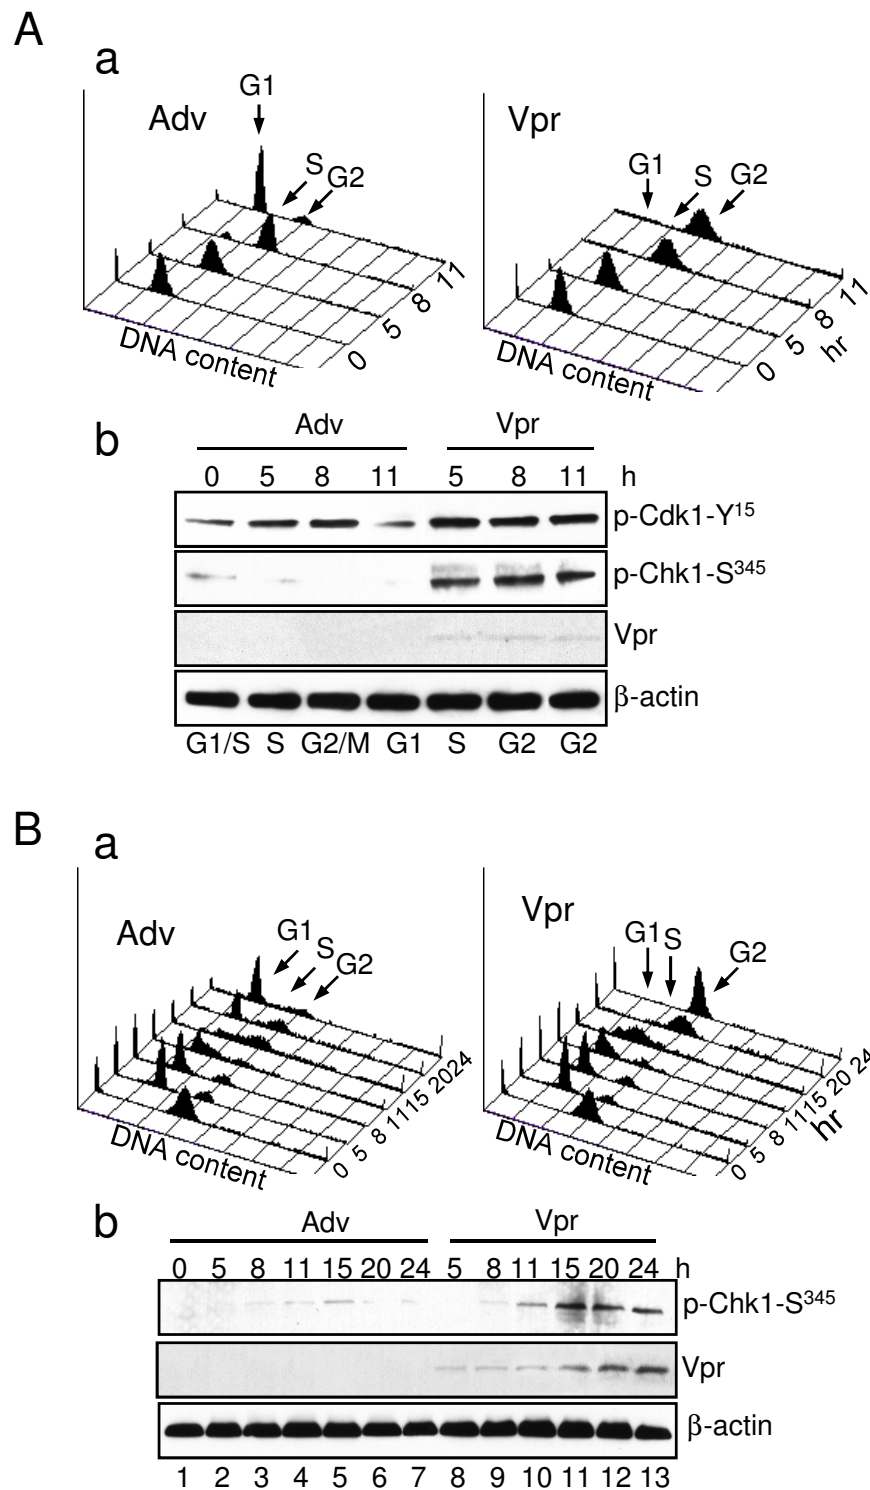 A
a
G1
Adv
S
G2
DNA content
0 5 8 11
Vpr
G1
S
G2
DNA content
0 5 8 11
hr
b
Adv Vpr
0 5 8 11 5 8 11 h
p-Cdk1-Y15
p-Chk1-S345
Vpr
β-actin
G1/S S G2/M G1 S G2 G2
B
a
Adv
G1
S
G2
DNA content
0 5 8 11 15 20 24
Vpr
G1 S
G2
DNA content
0 5 8 11 15 20 24
hr
b
Adv Vpr
0 5 8 11 15 20 24 5 8 11 15 20 24 h
p-Chk1-S345
Vpr
β-actin
1 2 3 4 5 6 7 8 9 10 11 12 13